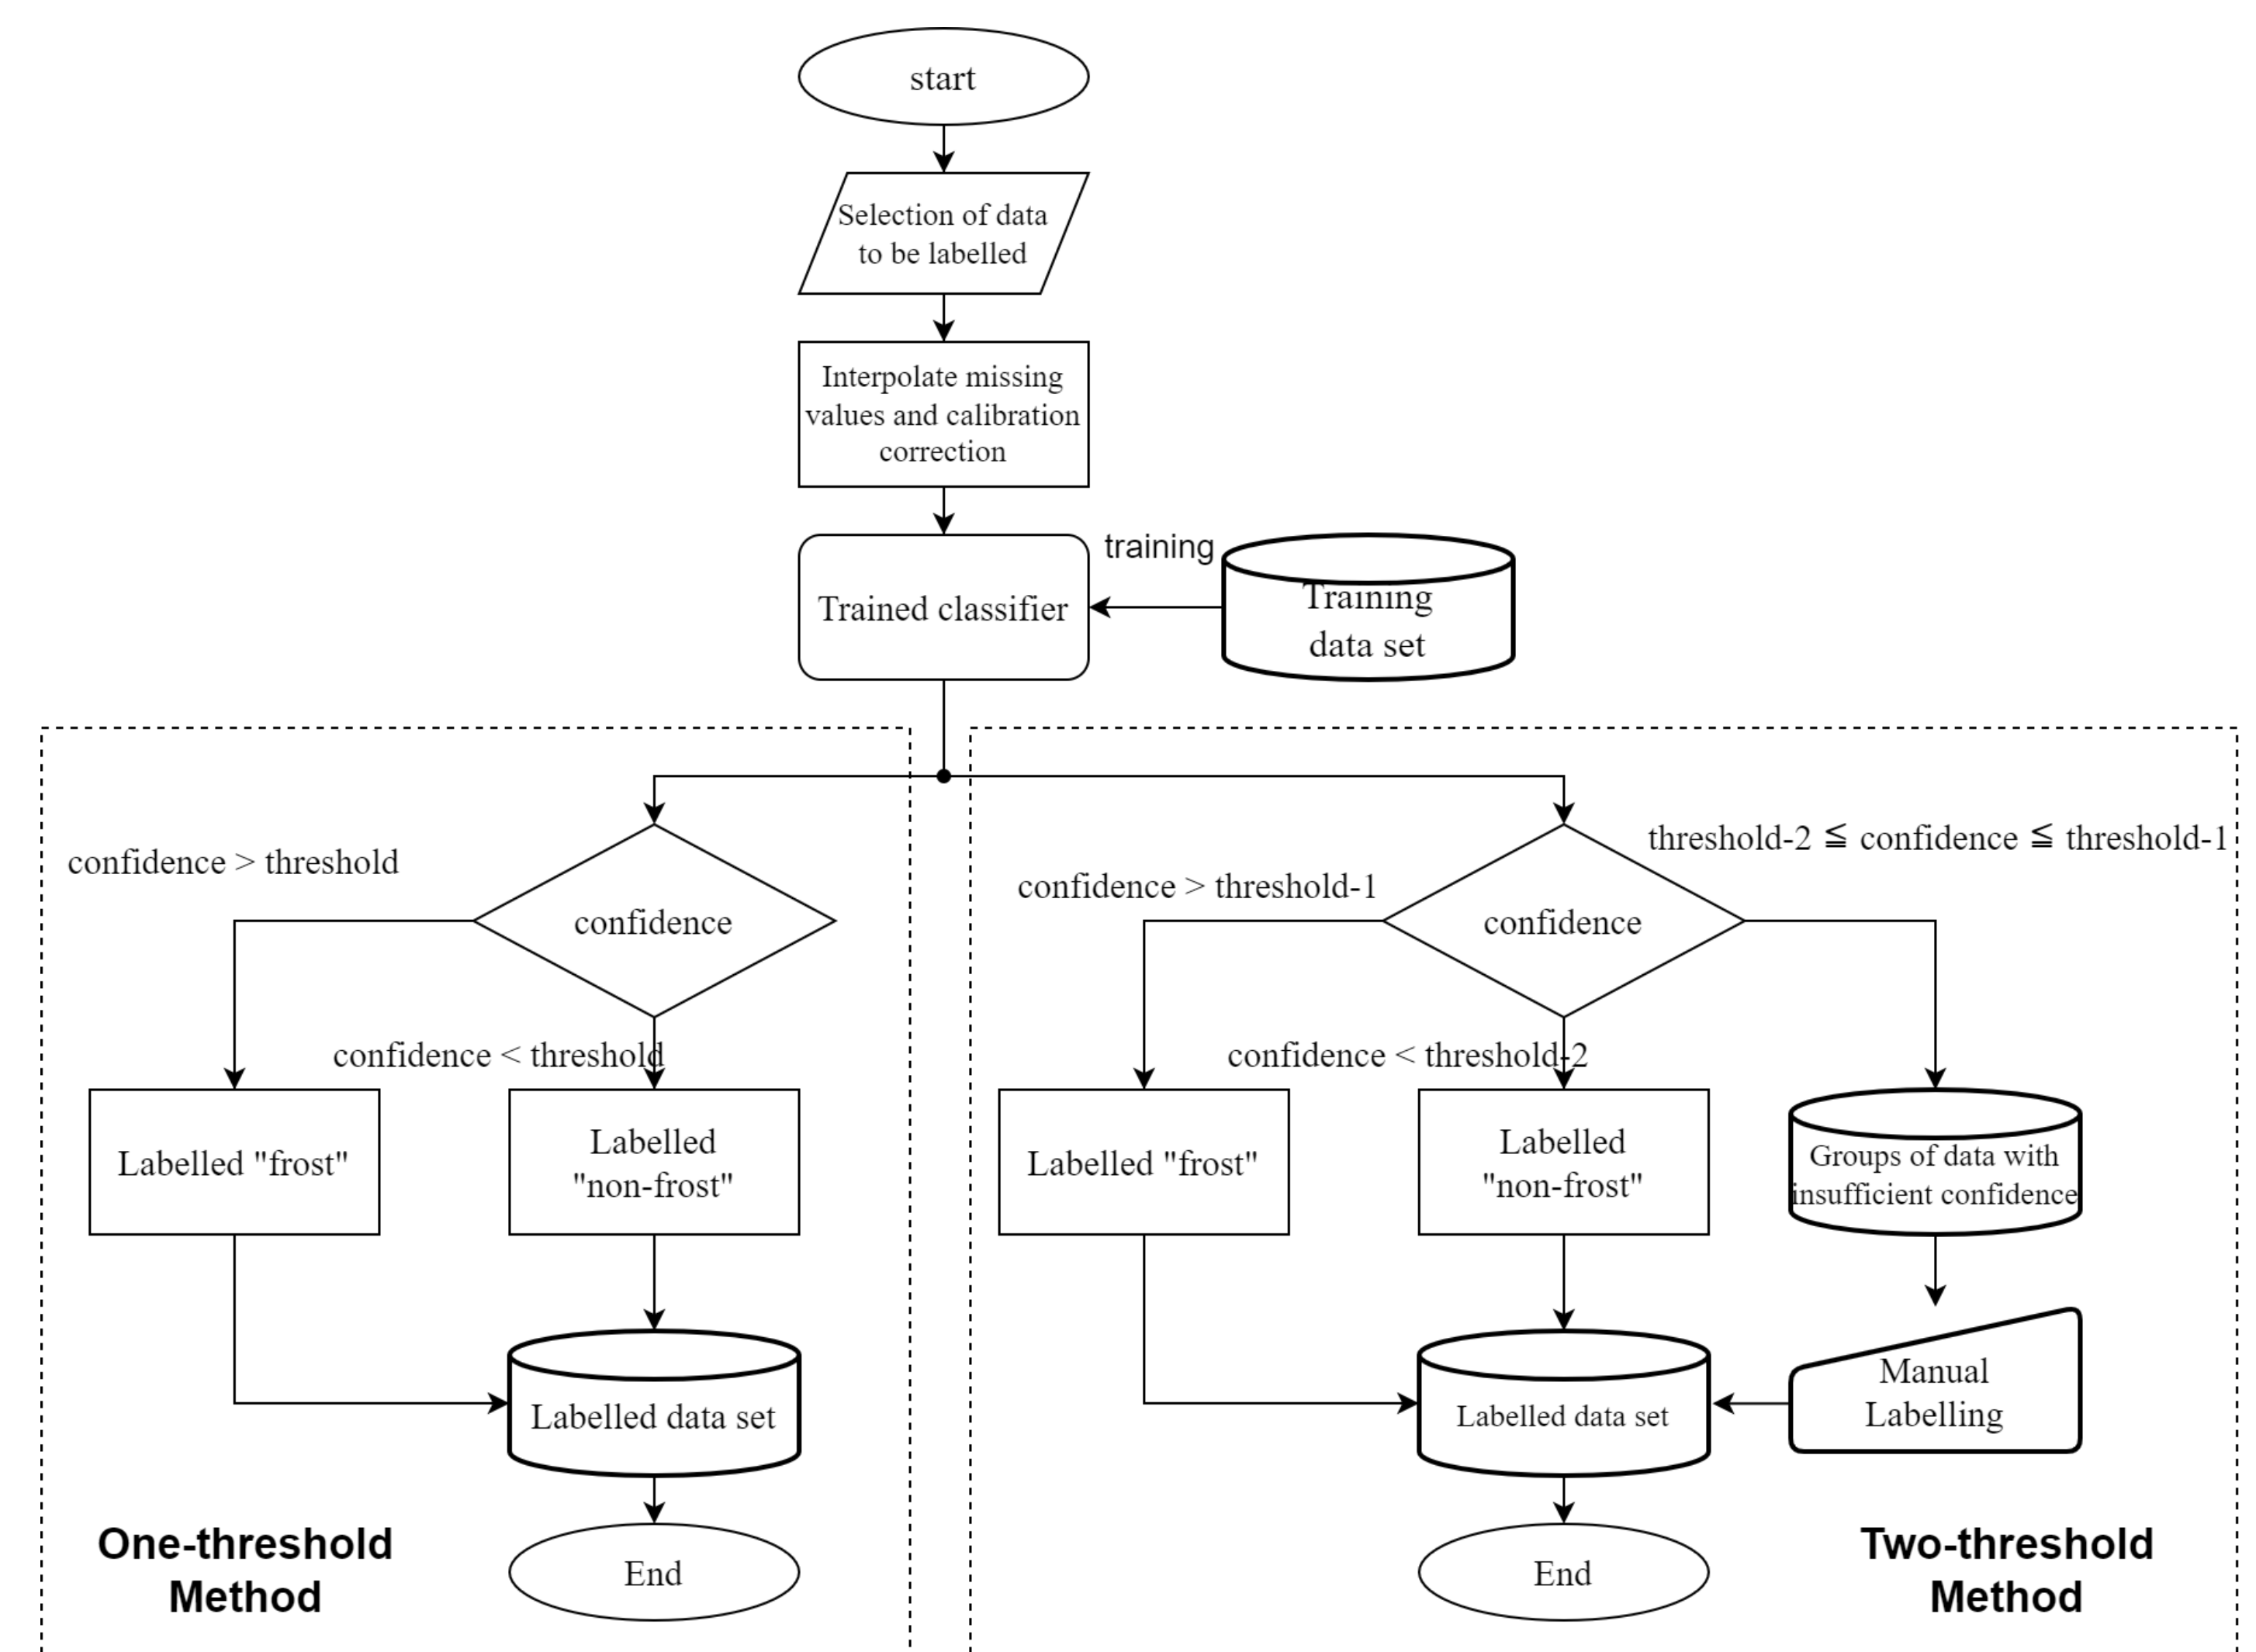 start
Selection of data
to be labelled
Interpolate missing
values and calibration
correction
training
Trained classifier
Training
data set
confidence > threshold
confidence
confidence < threshold
Labelled "frost"
Labelled
"non-frost"
Labelled data set
End
One-threshold
Method
threshold-2 ≦ confidence ≦ threshold-1
confidence > threshold-1
confidence
confidence < threshold-2
Labelled "frost"
Labelled
"non-frost"
Groups of data with
insufficient confidence
Manual
Labelling
Labelled data set
End
Two-threshold
Method